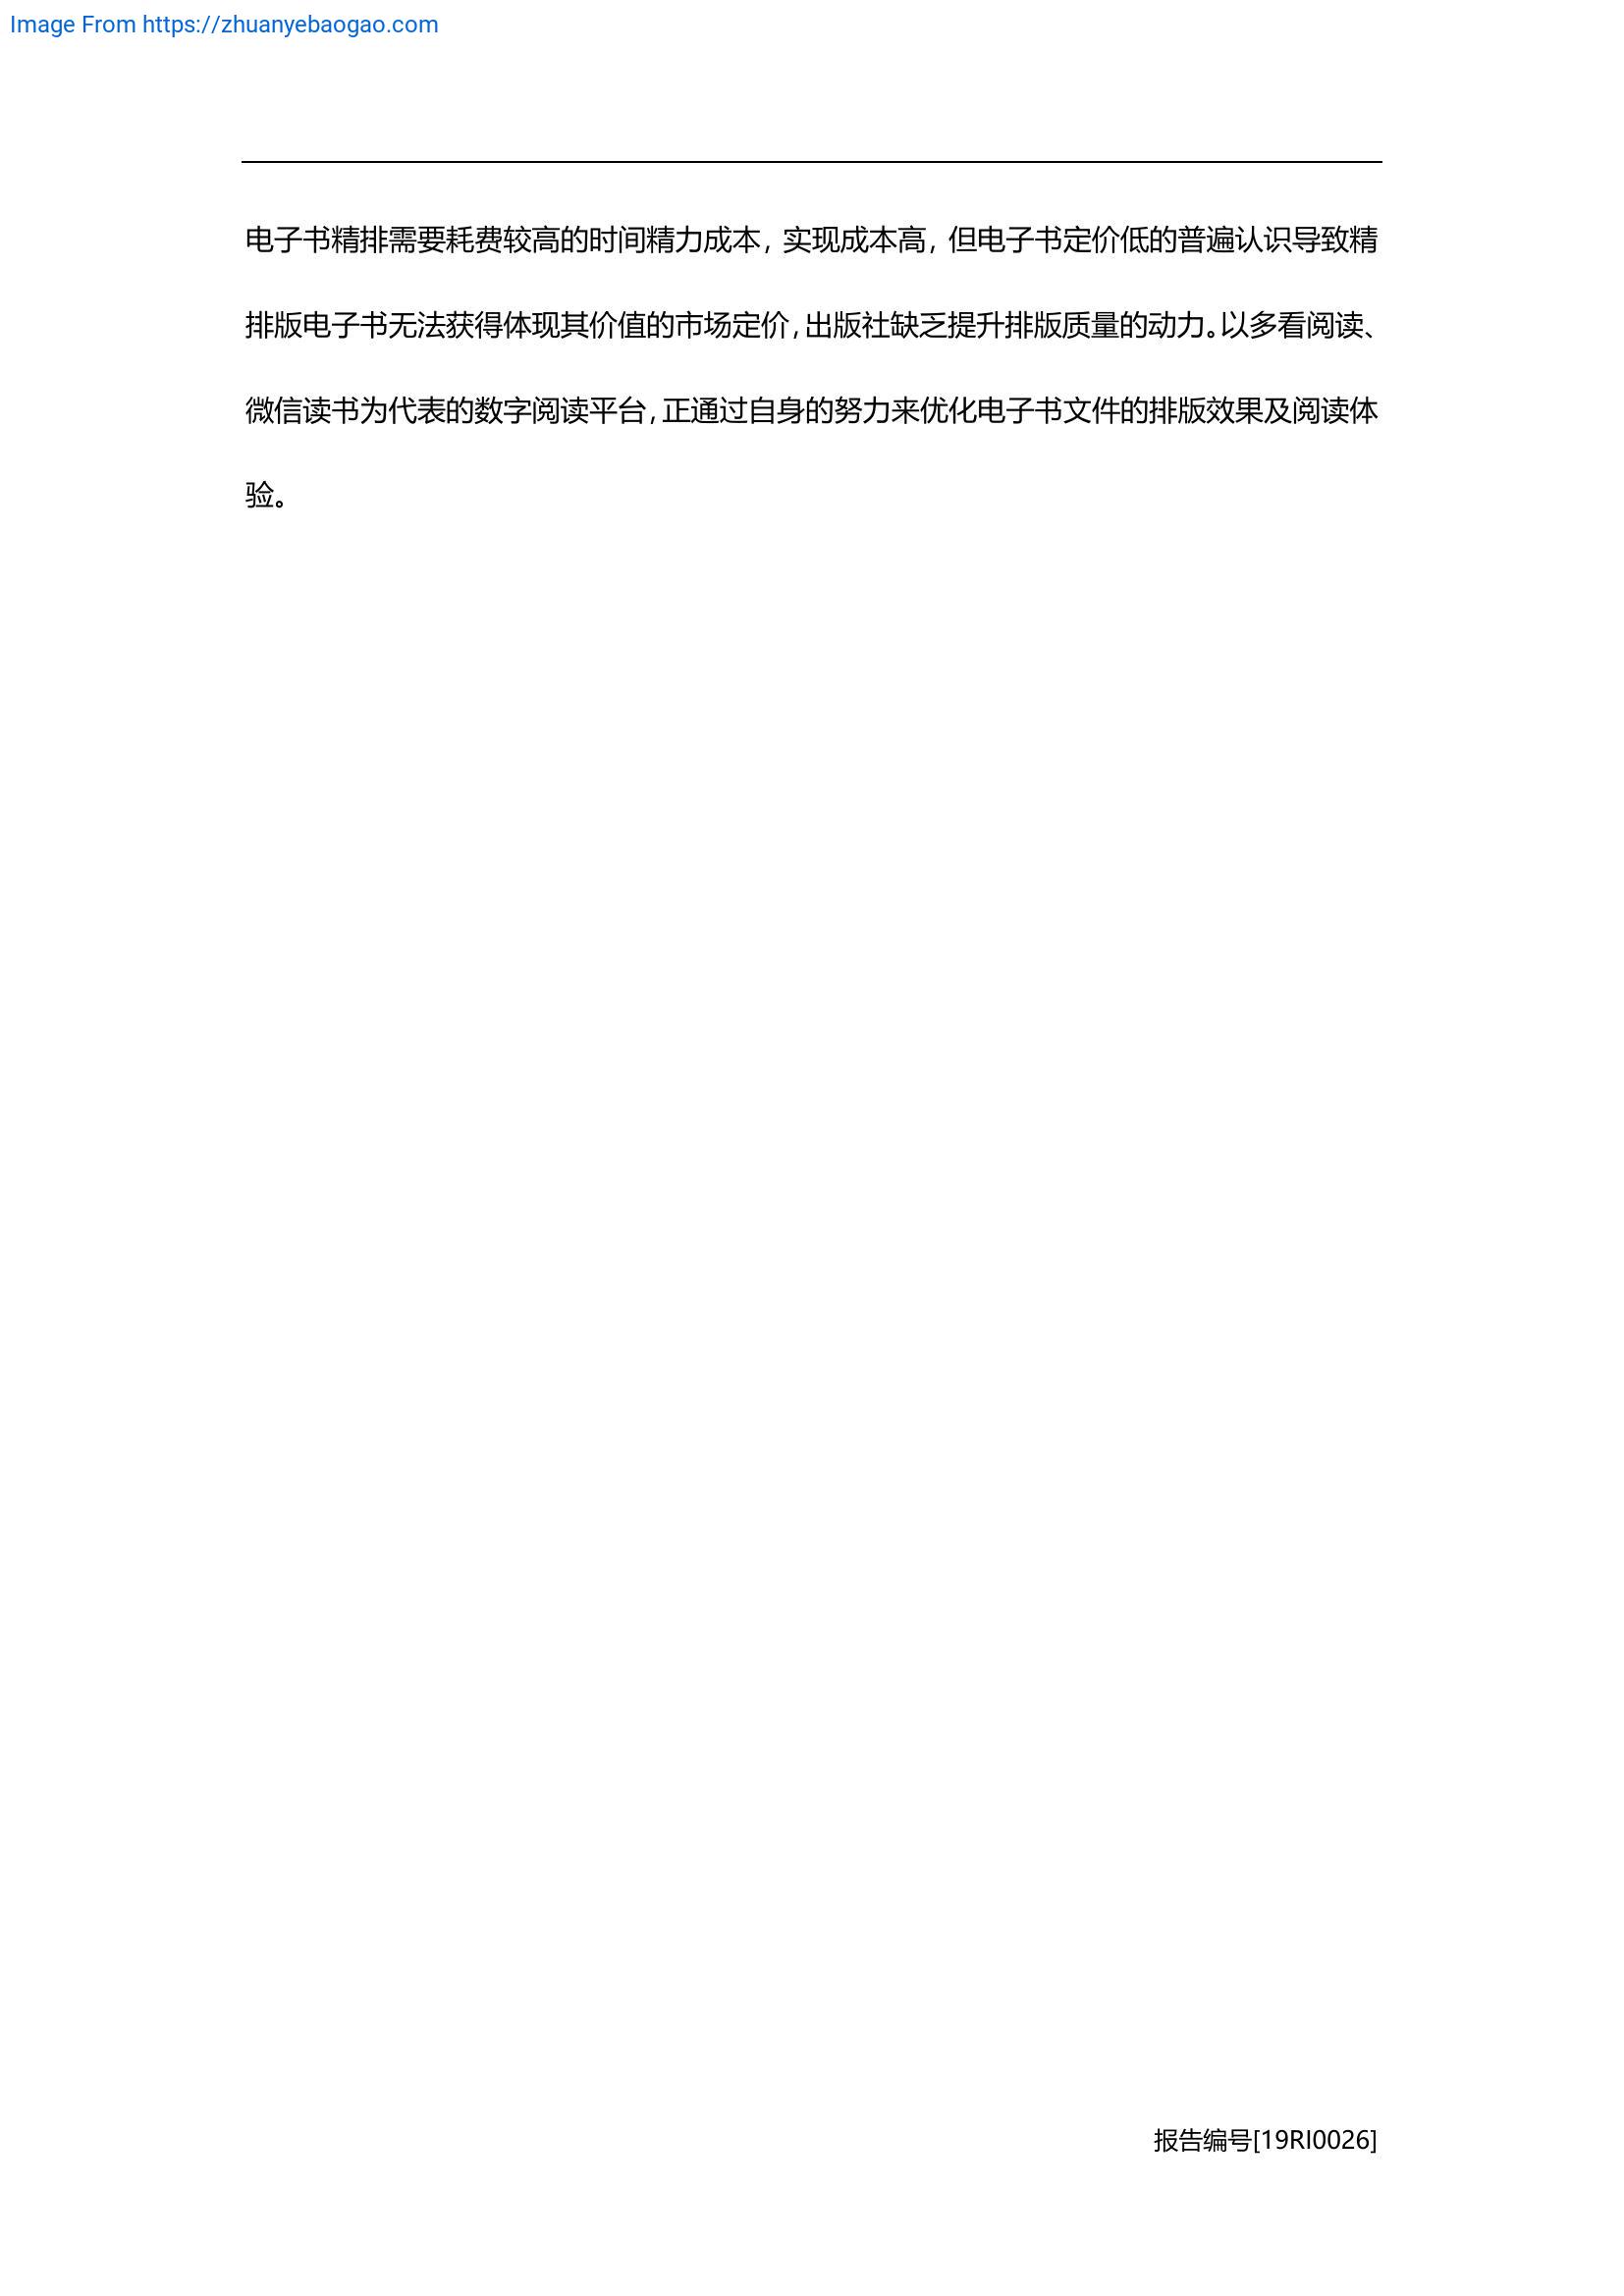 Image From https://zhuanyebaogao.com
电子书精排需要耗费较高的时间精力成本，实现成本高，但电子书定价低的普遍认识导致精
排版电子书无法获得体现其价值的市场定价，出版社缺乏提升排版质量的动力。以多看阅读、
微信读书为代表的数字阅读平台，正通过自身的努力来优化电子书文件的排版效果及阅读体
验。
报告编号[19RI0026]